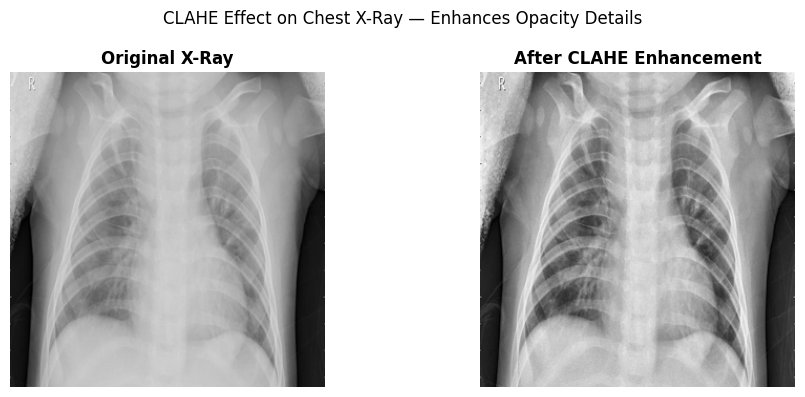 CLAHE Effect on Chest X-Ray — Enhances Opacity Details
Original X-Ray
After CLAHE Enhancement
R
R